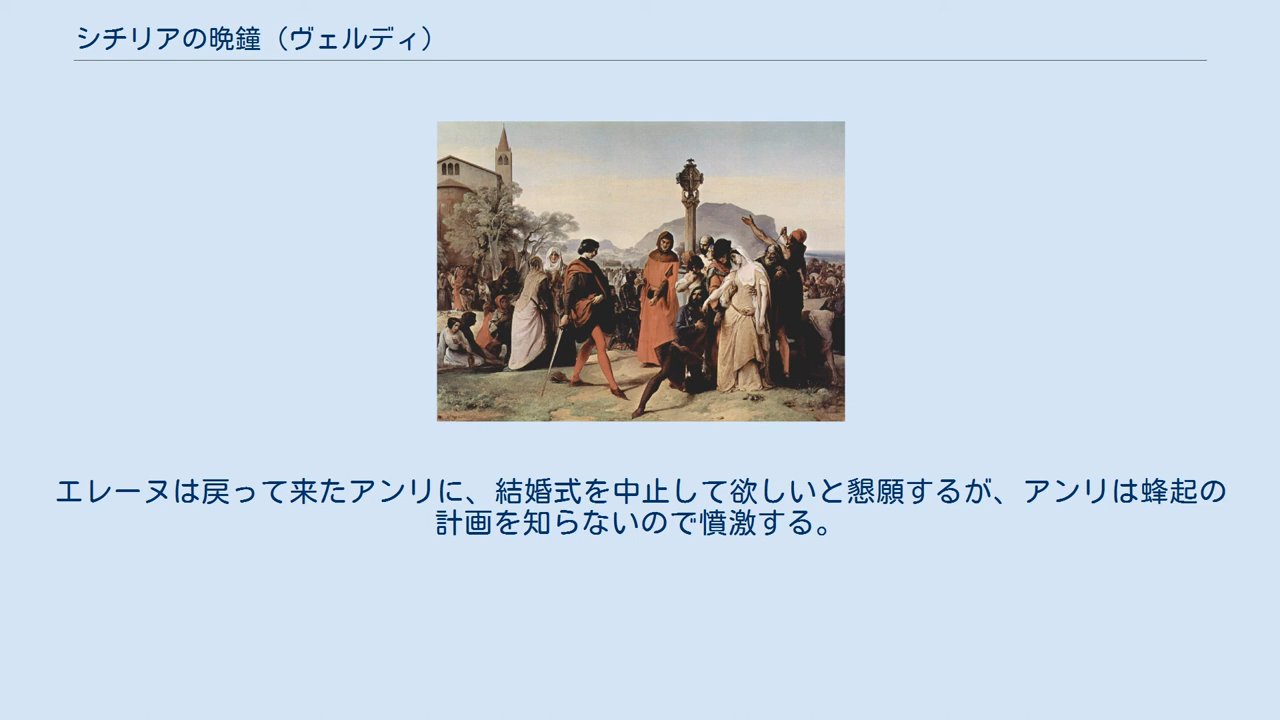 シチリアの晩鐘（ヴェルディ）
エレーヌは戻って来たアンリに、結婚式を中止して欲しいと懇願するが、アンリは蜂起の
計画を知らないので憤激する。